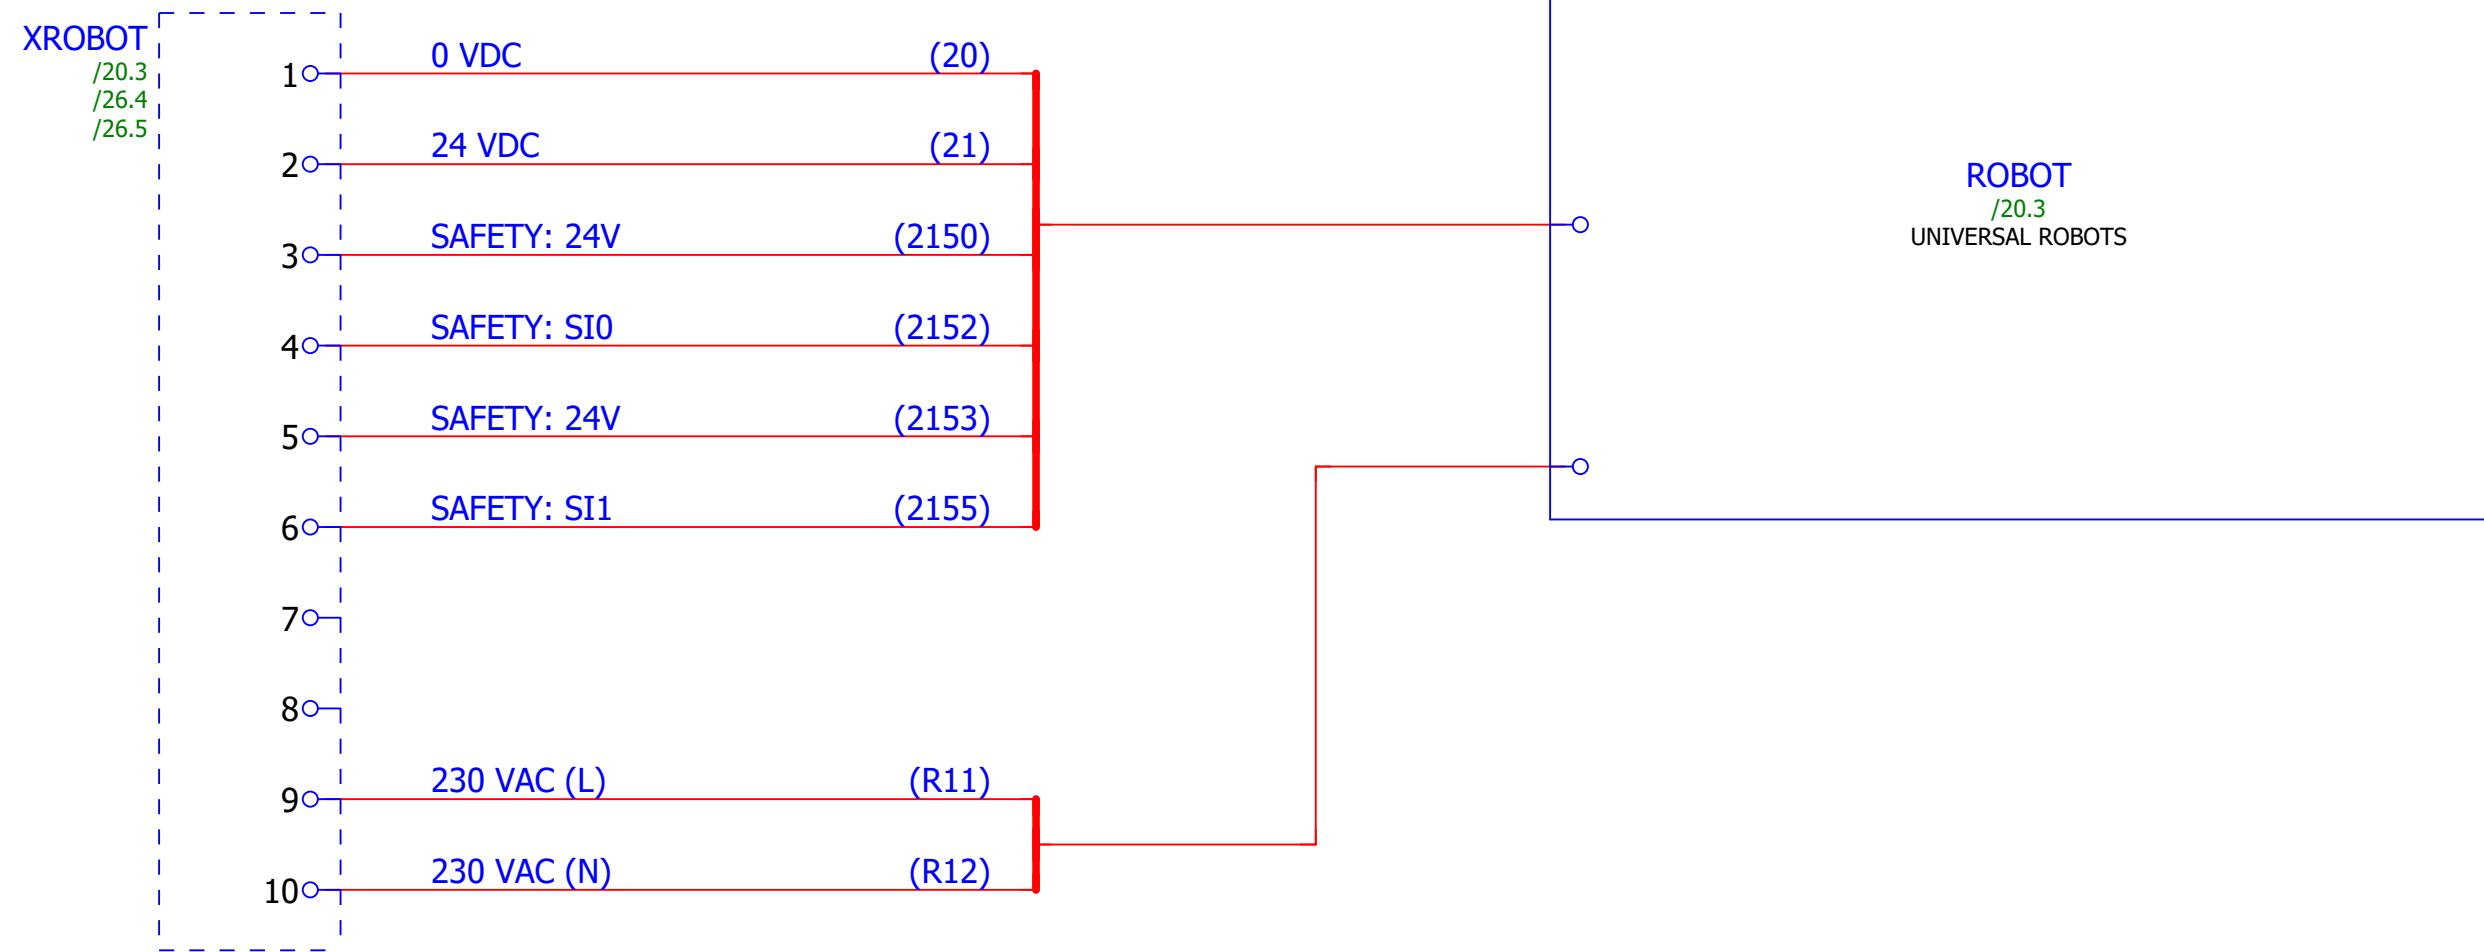 XROBOT
/20.3
/26.4
/26.5
1 0 VDC (20)
2 24 VDC (21)
3 SAFETY: 24V (2150)
4 SAFETY: SI0 (2152)
5 SAFETY: 24V (2153)
6 SAFETY: SI1 (2155)
7
8
9 230 VAC (L) (R11)
10 230 VAC (N) (R12)
ROBOT
/20.3
UNIVERSAL ROBOTS